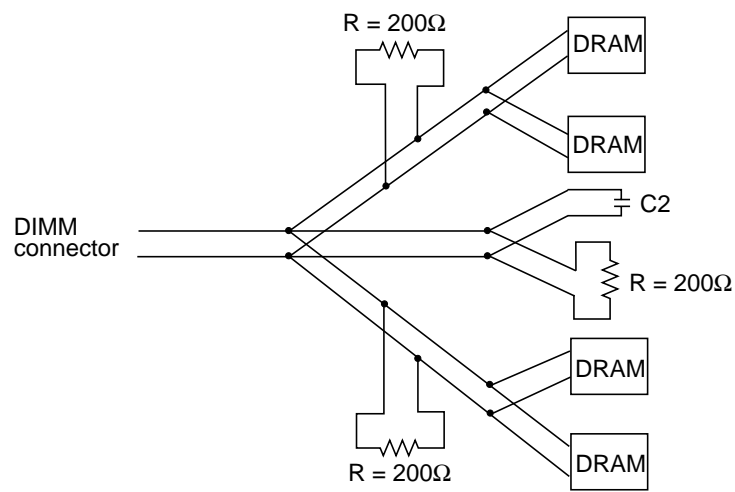 R = 200Ω
DRAM
DRAM
C2
DIMM
connector
R = 200Ω
DRAM
DRAM
R = 200Ω